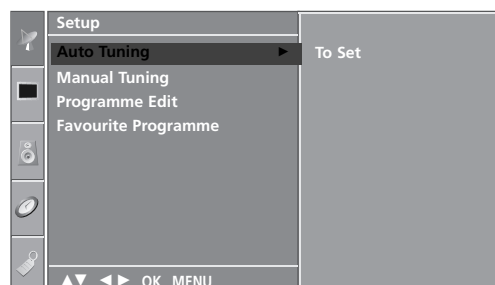 Setup
Auto Tuning ► To Set
Manual Tuning
Programme Edit
Favourite Programme
▲▼ ◄► OK MENU